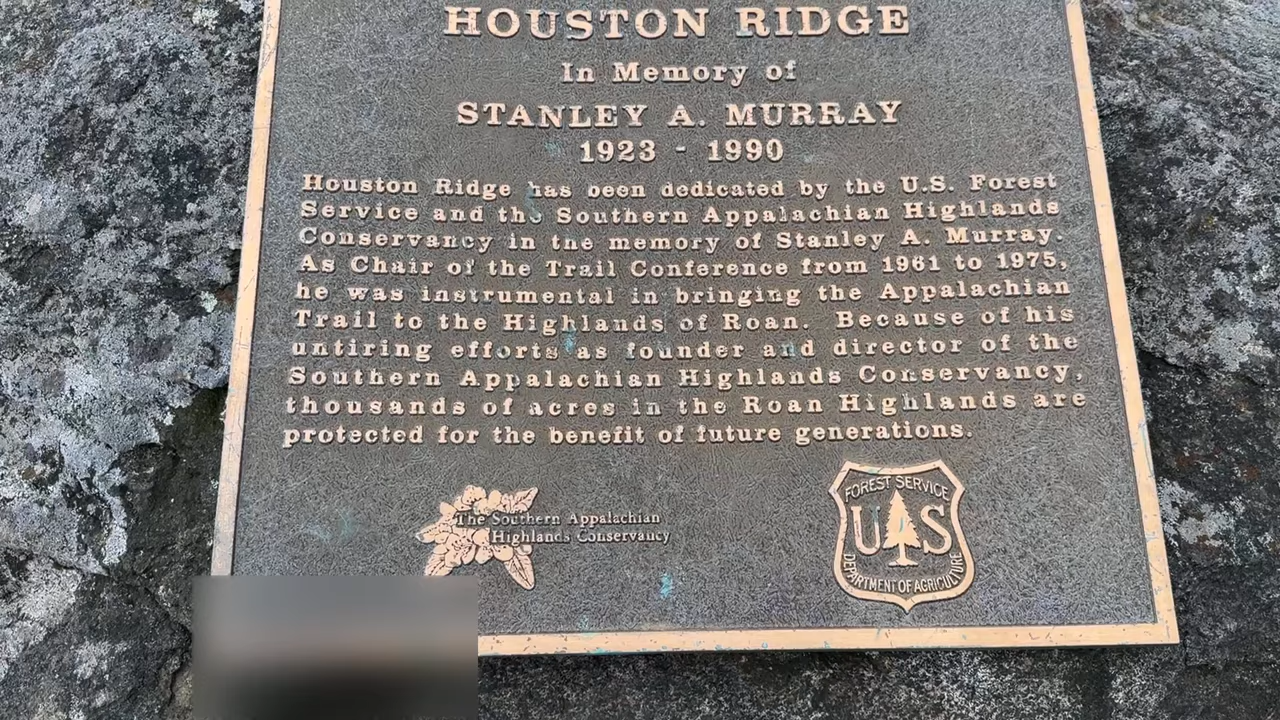 HOUSTON RIDGE
In Memory of
STANLEY A. MURRAY
1923 - 1990
Houston Ridge has been dedicated by the U.S. Forest
Service and the Southern Appalachian Highlands
Conservancy in the memory of Stanley A. Murray.
As Chair of the Trail Conference from 1961 to 1975,
he was instrumental in bringing the Appalachian
Trail to the Highlands of Roan. Because of his
untiring efforts as founder and director of the
Southern Appalachian Highlands Conservancy,
thousands of acres in the Roan Highlands are
protected for the benefit of future generations.
The Southern Appalachian
Highlands Conservancy
FOREST SERVICE
US
DEPARTMENT OF AGRICULTURE